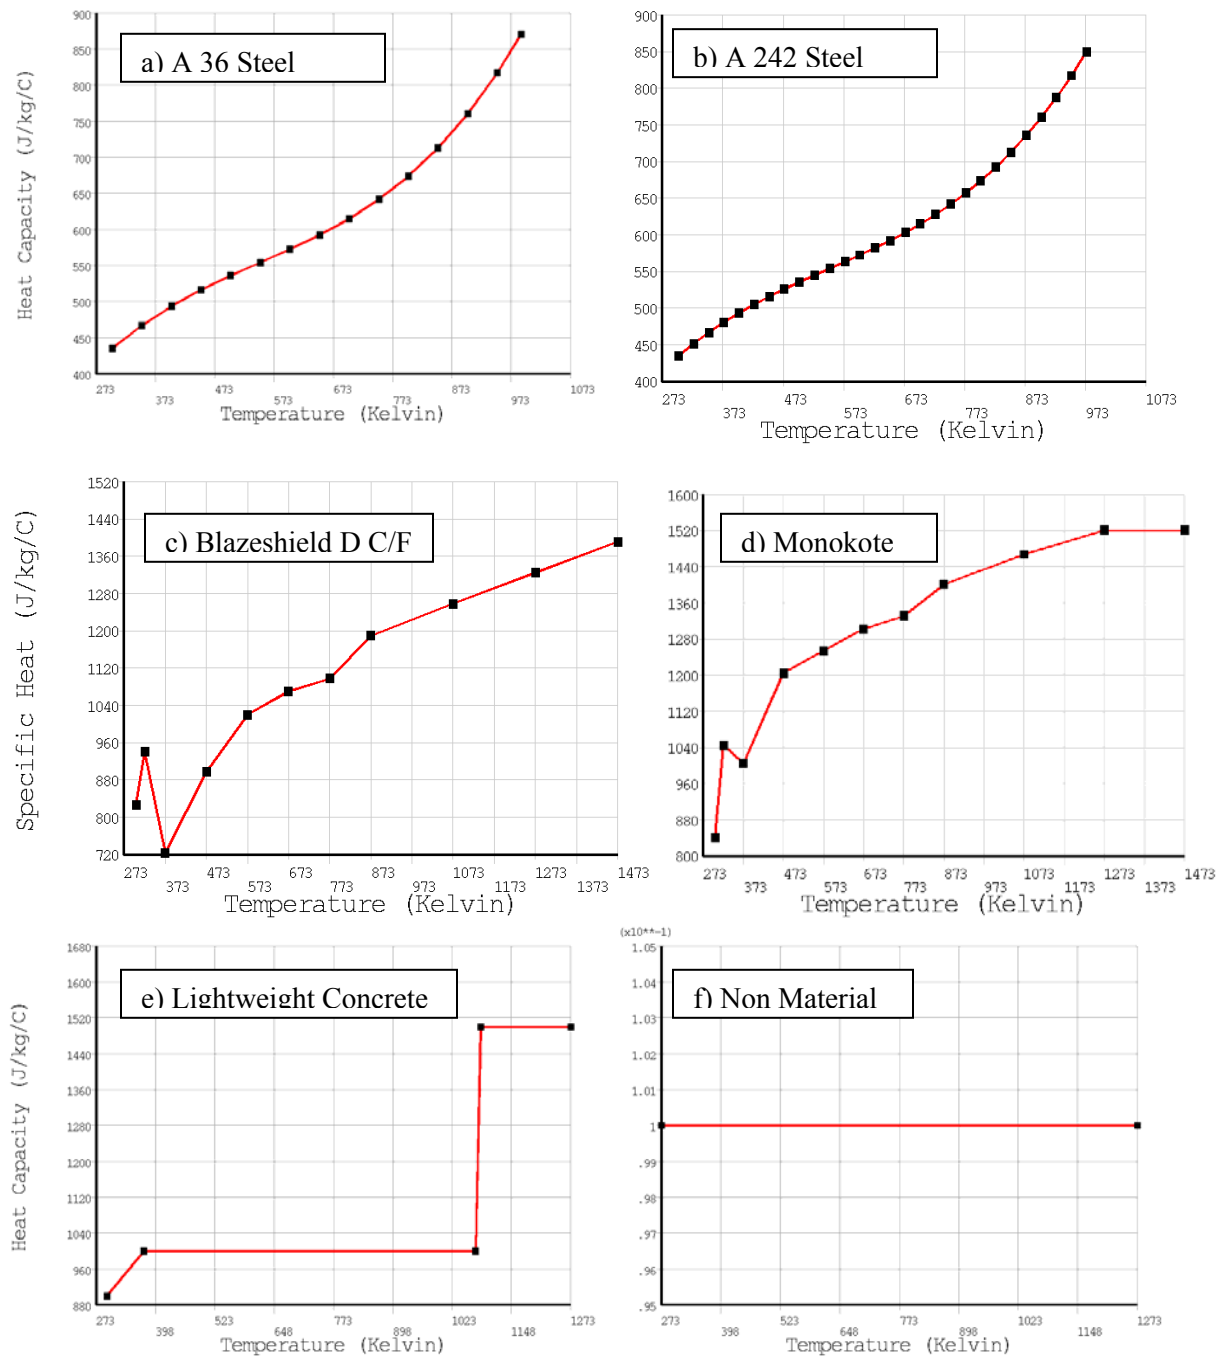 a) A 36 Steel
Heat Capacity (J/kg/C)
900
850
800
750
700
650
600
550
500
450
400
273 473 673 873 1073
373 573 773 973
Temperature (Kelvin)
b) A 242 Steel
900
850
800
750
700
650
600
550
500
450
400
273 473 673 873 1073
373 573 773 973
Temperature (Kelvin)
c) Blazeshield D C/F
Specific Heat (J/kg/C)
1520
1440
1360
1280
1200
1120
1040
960
880
800
720
273 473 673 873 1073 1273 1473
373 573 773 973 1173 1373
Temperature (Kelvin)
d) Monokote
1600
1520
1440
1360
1280
1200
1120
1040
960
880
800
273 473 673 873 1073 1273 1473
373 573 773 973 1173 1373
Temperature (Kelvin)
e) Lightweight Concrete
Heat Capacity (J/kg/C)
1680
1600
1520
1440
1360
1280
1200
1120
1040
960
880
273 523 773 1023 1273
398 648 898 1148
Temperature (Kelvin)
(x10**-1)
f) Non Material
1.05
1.04
1.03
1.02
1.01
1
.99
.98
.97
.96
.95
273 523 773 1023 1273
398 648 898 1148
Temperature (Kelvin)